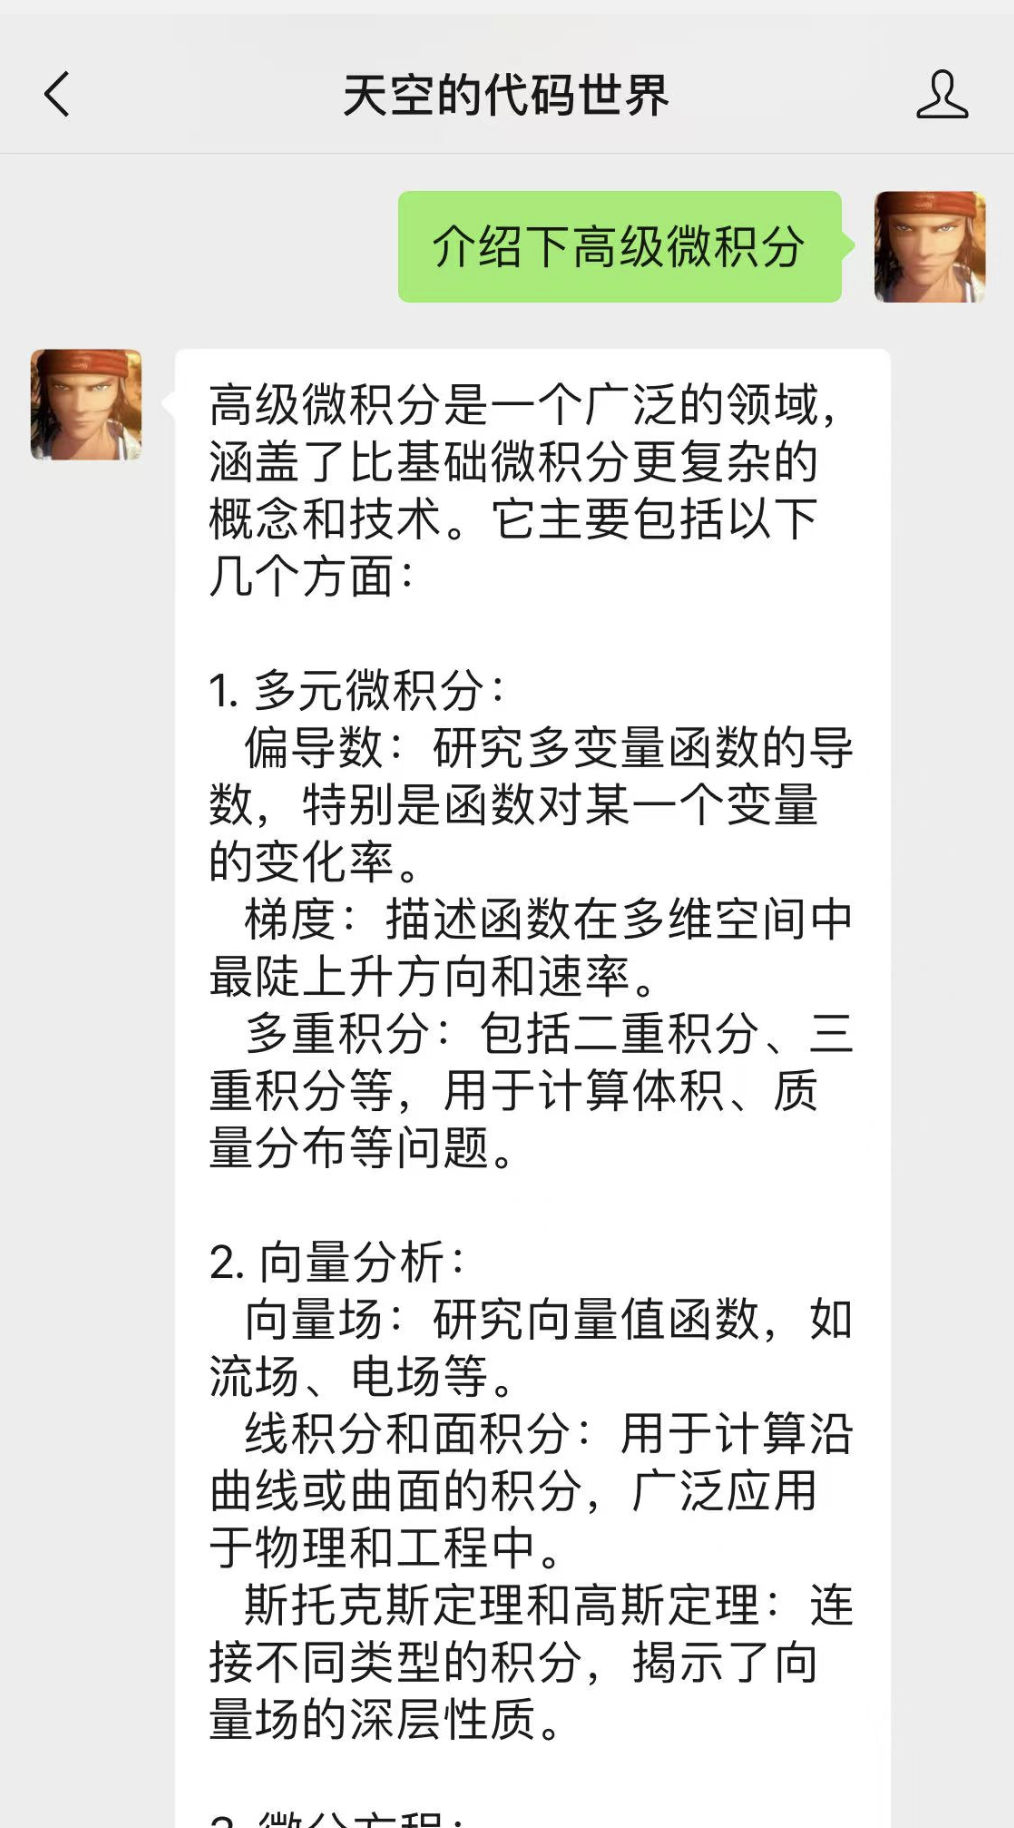 天空的代码世界
介绍下高级微积分
高级微积分是一个广泛的领域，
涵盖了比基础微积分更复杂的
概念和技术。它主要包括以下
几个方面：
1. 多元微积分：
偏导数：研究多变量函数的导
数，特别是函数对某一个变量
的变化率。
梯度：描述函数在多维空间中
最陡上升方向和速率。
多重积分：包括二重积分、三
重积分等，用于计算体积、质
量分布等问题。
2. 向量分析：
向量场：研究向量值函数，如
流场、电场等。
线积分和面积分：用于计算沿
曲线或曲面的积分，广泛应用
于物理和工程中。
斯托克斯定理和高斯定理：连
接不同类型的积分，揭示了向
量场的深层性质。
3. 微分方程：